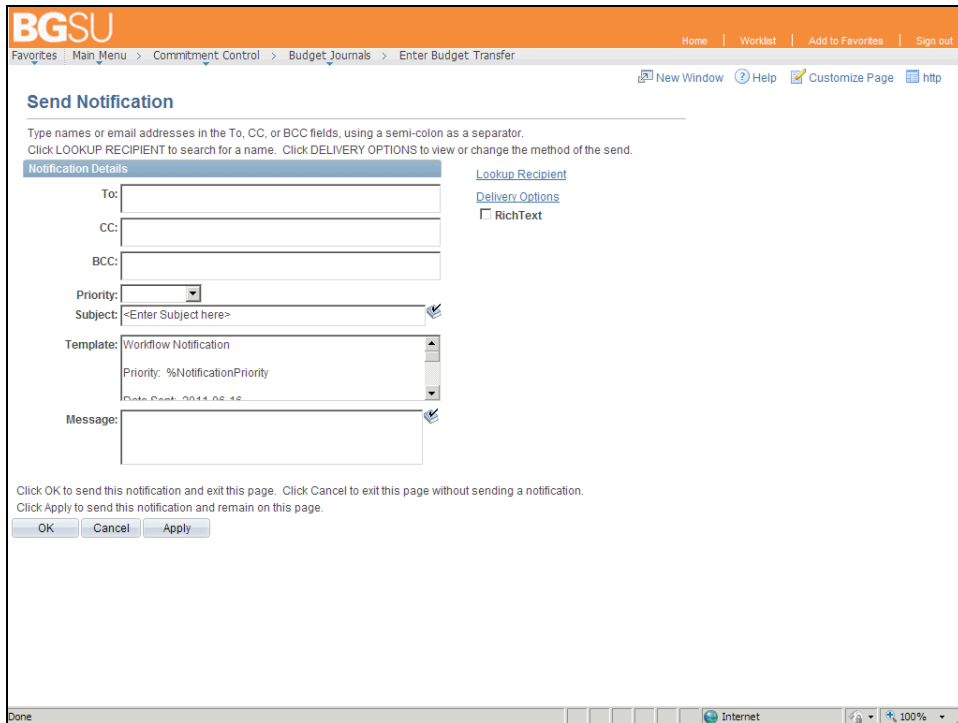 BGSU
Home | Worklist | Add to Favorites | Sign out
Favorites Main Menu > Commitment Control > Budget Journals > Enter Budget Transfer
New Window Help Customize Page http
Send Notification
Type names or email addresses in the To, CC, or BCC fields, using a semi-colon as a separator.
Click LOOKUP RECIPIENT to search for a name. Click DELIVERY OPTIONS to view or change the method of the send.
Notification Details
Lookup Recipient
To:
Delivery Options
RichText
CC:
BCC:
Priority:
Subject: <Enter Subject here>
Template: Workflow Notification
Priority: %NotificationPriority
Date Sent: 2011-06-16
Message:
Click OK to send this notification and exit this page. Click Cancel to exit this page without sending a notification.
Click Apply to send this notification and remain on this page.
OK Cancel Apply
Done Internet 100%